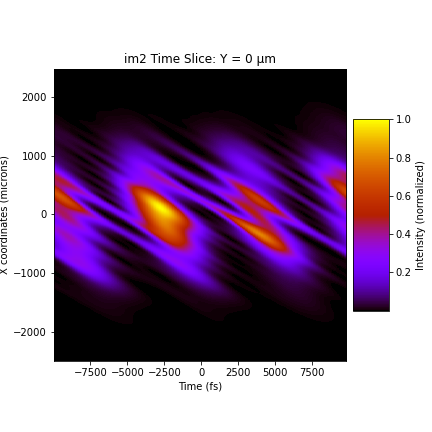 im2 Time Slice: Y = 0 μm
2000
1000
0
−1000
−2000
X coordinates (microns)
−7500 −5000 −2500 0 2500 5000 7500
Time (fs)
1.0
0.8
0.6
0.4
0.2
Intensity (normalized)